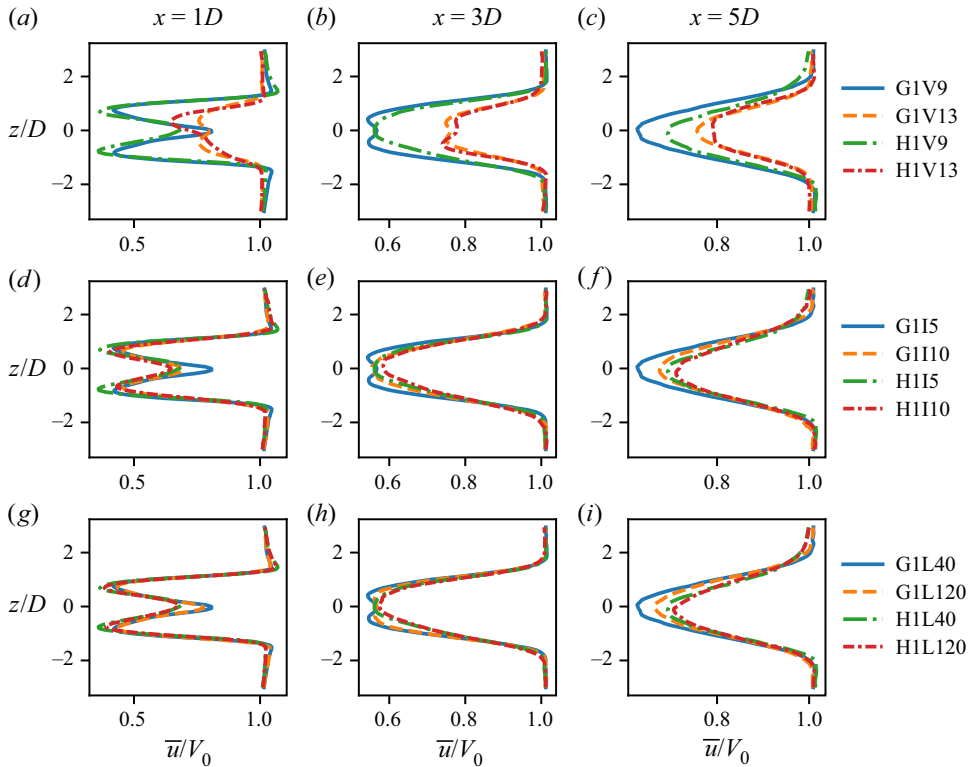 (a) x = 1D (b) x = 3D (c) x = 5D
2
0
−2
z/D
0.5 1.0
0.6 0.8 1.0
0.8 1.0
G1V9
G1V13
H1V9
H1V13
(d) (e) (f)
2
0
−2
z/D
0.5 1.0
0.6 0.8 1.0
0.8 1.0
G1I5
G1I10
H1I5
H1I10
(g) (h) (i)
2
0
−2
z/D
0.5 1.0
0.6 0.8 1.0
0.8 1.0
G1L40
G1L120
H1L40
H1L120
u̅/V₀ u̅/V₀ u̅/V₀